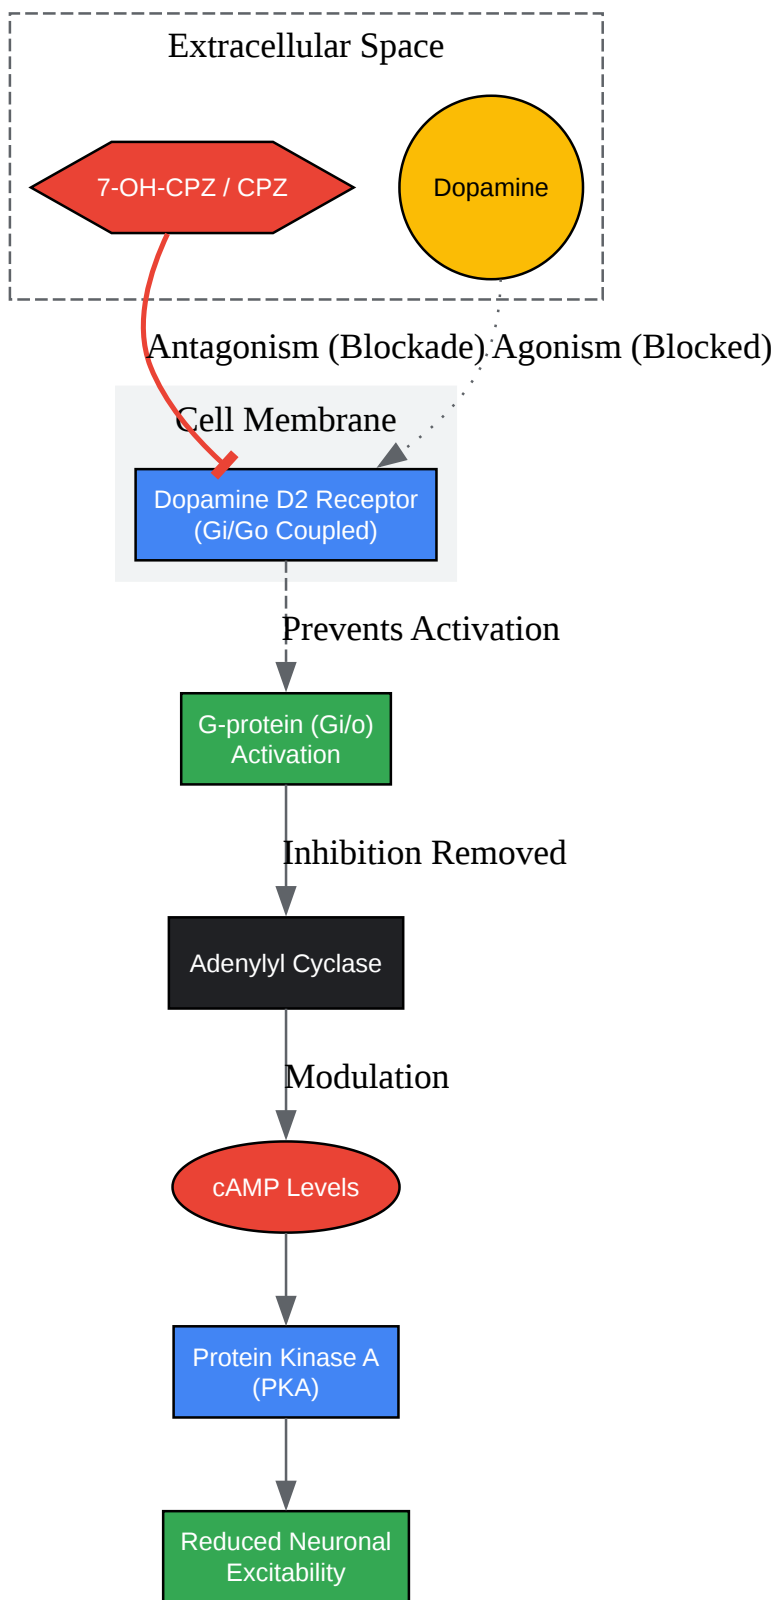 Extracellular Space
7-OH-CPZ / CPZ
Dopamine
Antagonism (Blockade)
Agonism (Blocked)
Cell Membrane
Dopamine D2 Receptor
(Gi/Go Coupled)
Prevents Activation
G-protein (Gi/o)
Activation
Inhibition Removed
Adenylyl Cyclase
Modulation
cAMP Levels
Protein Kinase A
(PKA)
Reduced Neuronal
Excitability